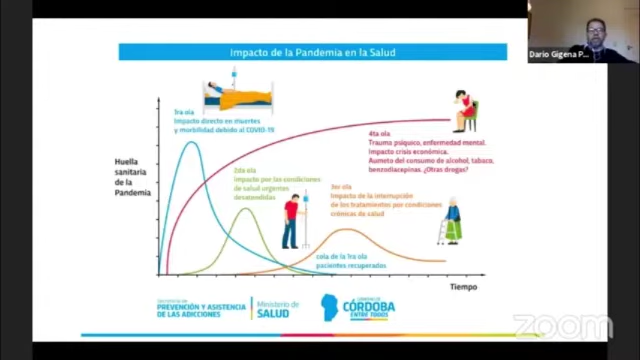 Impacto de la Pandemia en la Salud
Dario Gigena P...
1ra ola
Impacto directo en muertes
y morbilidad debido al COVID-19
4ta ola
Trauma psíquico, enfermedad mental.
Impacto crisis económica.
Aumeto del consumo de alcohol, tabaco,
benzodiacepinas. ¿Otras drogas?
Huella
sanitaria de la
Pandemia
2da ola
impacto por las condiciones
de salud urgentes
desatendidas
3er ola
Impacto de la interrupción
de los tratamientos por condiciones
crónicas de salud
cola de la 1ra ola
pacientes recuperados
Tiempo
PREVENCIÓN Y ASISTENCIA
DE LAS ADICCIONES
Ministerio de
SALUD
CÓRDOBA
ENTRE TODOS
zoom